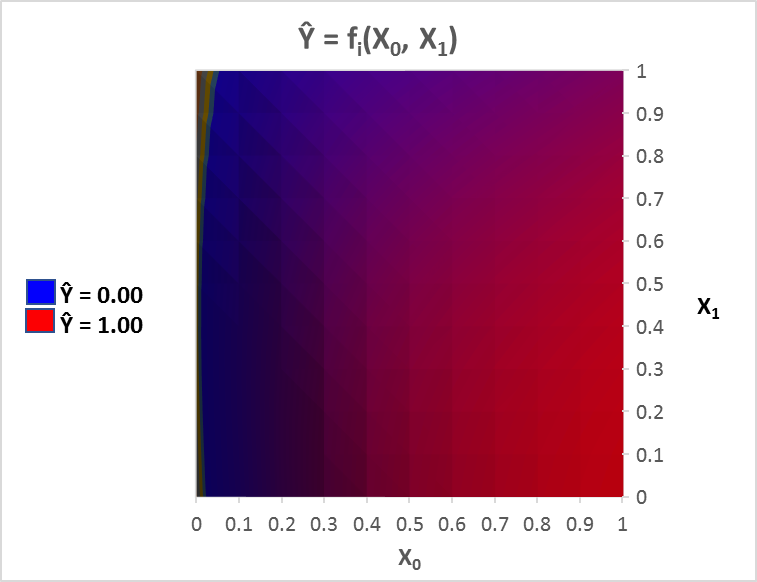 Ŷ = fi(X0, X1)
1
0.9
0.8
0.7
0.6
0.5
0.4
0.3
0.2
0.1
0
X1
Ŷ = 0.00
Ŷ = 1.00
0 0.1 0.2 0.3 0.4 0.5 0.6 0.7 0.8 0.9 1
X0